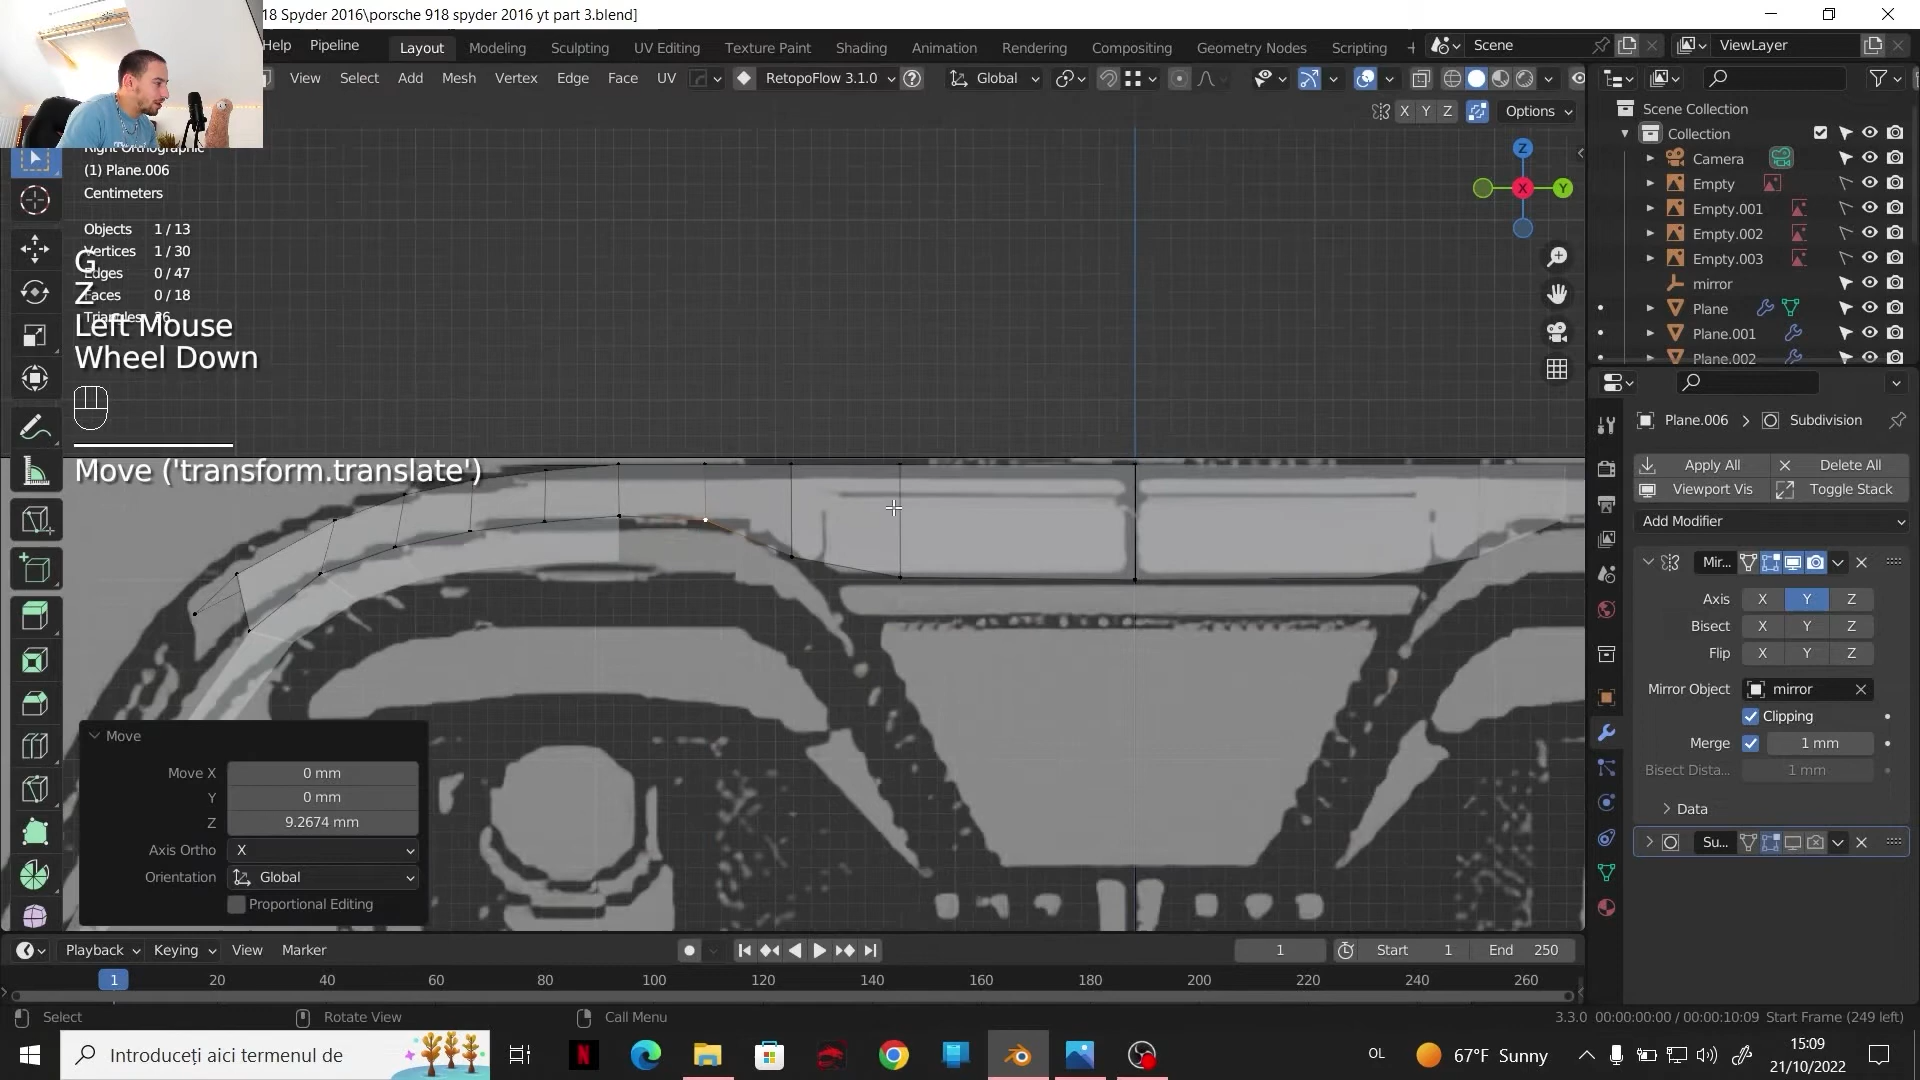 18 Spyder 2016\porsche 918 spyder 2016 yt part 3.blend]
Help Pipeline Layout Modeling Sculpting UV Editing Texture Paint Shading Animation Rendering Compositing Geometry Nodes Scripting + Scene ViewLayer
View Select Add Mesh Vertex Edge Face UV RetopoFlow 3.1.0 Global
X Y Z Options
Right Orthographic
(1) Plane.006
Centimeters
Objects 1 / 13
Vertices 1 / 30
Edges 0 / 47
Faces 0 / 18
Triangles 36
G
Z
Left Mouse
Wheel Down
Move ('transform.translate')
Z
X
Y
Scene Collection
Collection
Camera
Empty
Empty.001
Empty.002
Empty.003
mirror
Plane
Plane.001
Plane.002
Plane.006 > Subdivision
Apply All Delete All
Viewport Vis Toggle Stack
Add Modifier
Mir...
Axis X Y Z
Bisect X Y Z
Flip X Y Z
Mirror Object mirror
Clipping
Merge 1 mm
Bisect Dista... 1 mm
Data
Su...
Move
Move X 0 mm
Y 0 mm
Z 9.2674 mm
Axis Ortho X
Orientation Global
Proportional Editing
Playback Keying View Marker 1 Start 1 End 250
1 20 40 60 80 100 120 140 160 180 200 220 240 260
Select Rotate View Call Menu 3.3.0 00:00:00:00 / 00:00:10:09 Start Frame (249 left)
Introduceți aici termenul de
OL 67°F Sunny
15:09
21/10/2022